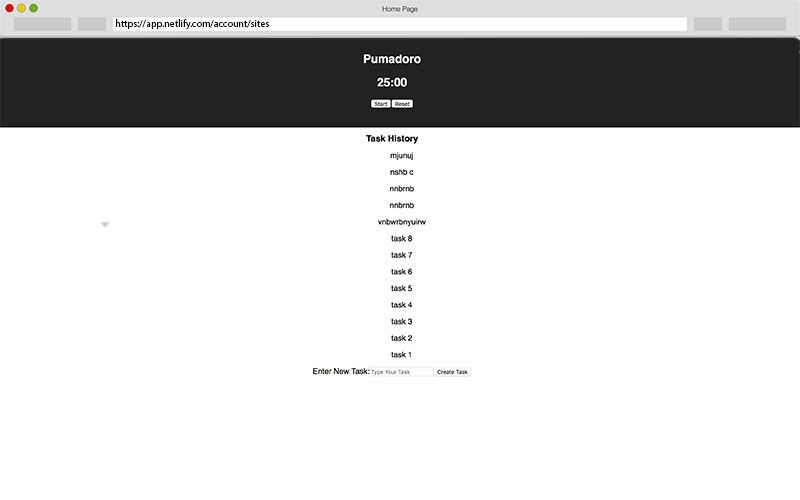 Home Page
https://app.netlify.com/account/sites
Pumadoro
25:00
Start Reset
Task History
mjunuj
nshb c
nnbrnb
nnbrnb
vnbwrbnyuirw
task 8
task 7
task 6
task 5
task 4
task 3
task 2
task 1
Enter New Task: Type Your Task Create Task